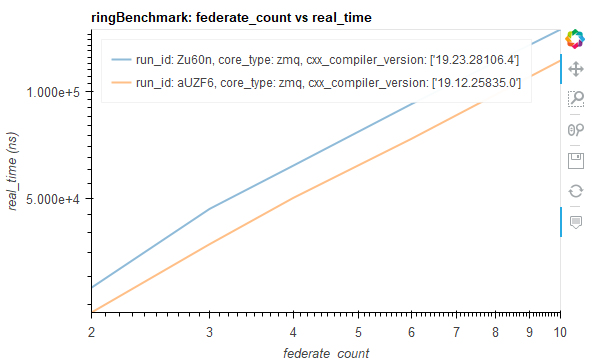 ringBenchmark: federate_count vs real_time
run_id: Zu60n, core_type: zmq, cxx_compiler_version: ['19.23.28106.4']
run_id: aUZF6, core_type: zmq, cxx_compiler_version: ['19.12.25835.0']
1.000e+5
5.000e+4
real_time (ns)
2 3 4 5 6 7 8 9 10
federate_count